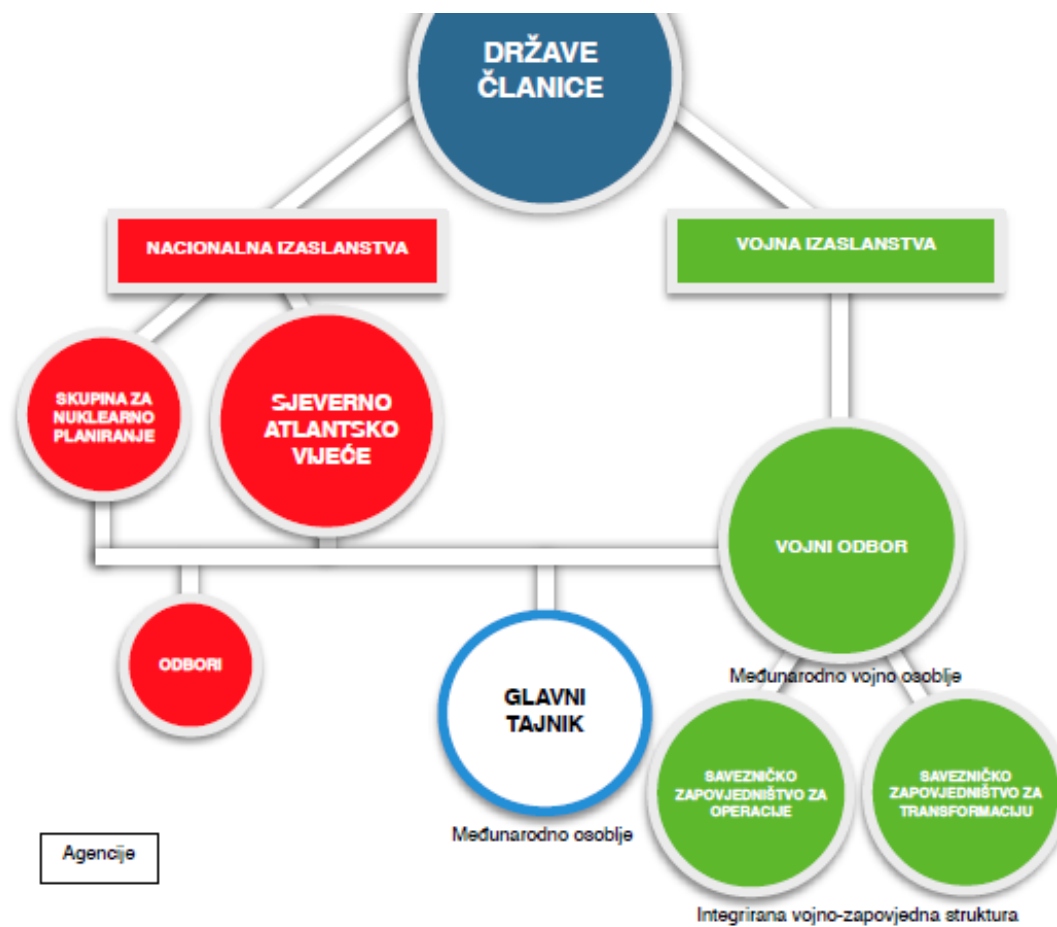 DRŽAVE
ČLANICE
NACIONALNA IZASLANSTVA
VOJNA IZASLANSTVA
SKUPINA ZA
NUKLEARNO
PLANIRANJE
SJEVERNO
ATLANTSKO
VIJEĆE
VOJNI ODBOR
ODBORI
GLAVNI
TAJNIK
Međunarodno vojno osoblje
SAVEZNIČKO
ZAPOVJEDNIŠTVO ZA
OPERACIJE
SAVEZNIČKO
ZAPOVJEDNIŠTVO ZA
TRANSFORMACIJU
Međunarodno osoblje
Agencije
Integrirana vojno-zapovjedna struktura